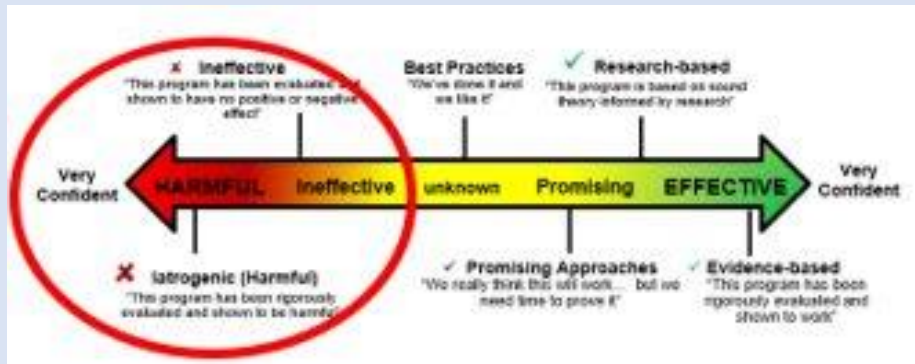 Ineffective
"This program has been evaluated and
shown to have no positive or negative
effect"
Best Practices
"We've done it and
we like it"
Research-based
"This program is based on sound
theory informed by research"
Very
Confident
HARMFUL
Ineffective
unknown
Promising
EFFECTIVE
Very
Confident
Iatrogenic (Harmful)
"This program has been rigorously
evaluated and shown to be harmful"
Promising Approaches
"We really think this will work... but we
need time to prove it"
Evidence-based
"This program has been
rigorously evaluated and
shown to work"